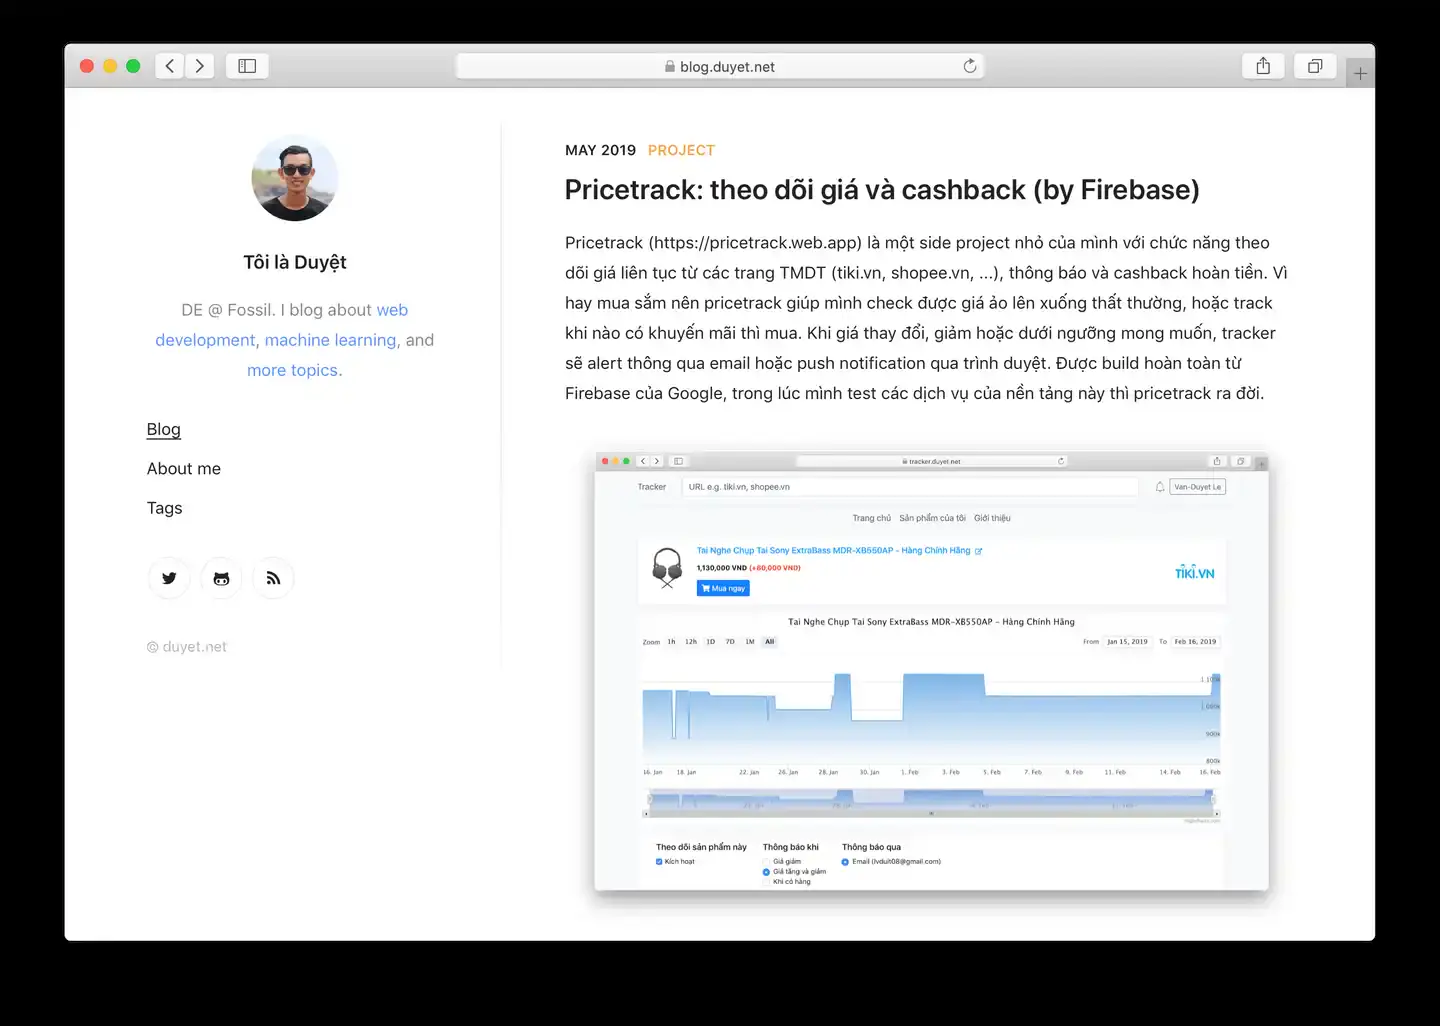 blog.duyet.net
Tôi là Duyệt
DE @ Fossil. I blog about web
development, machine learning, and
more topics.
Blog
About me
Tags
© duyet.net
MAY 2019 PROJECT
Pricetrack: theo dõi giá và cashback (by Firebase)
Pricetrack (https://pricetrack.web.app) là một side project nhỏ của mình với chức năng theo
dõi giá liên tục từ các trang TMDT (tiki.vn, shopee.vn, ...), thông báo và cashback hoàn tiền. Vì
hay mua sắm nên pricetrack giúp mình check được giá ảo lên xuống thất thường, hoặc track
khi nào có khuyến mãi thì mua. Khi giá thay đổi, giảm hoặc dưới ngưỡng mong muốn, tracker
sẽ alert thông qua email hoặc push notification qua trình duyệt. Được build hoàn toàn từ
Firebase của Google, trong lúc mình test các dịch vụ của nền tảng này thì pricetrack ra đời.
tracker.duyet.net
Tracker URL e.g. tiki.vn, shopee.vn Van-Duyet Le
Trang chủ Sản phẩm của tôi Giới thiệu
Tai Nghe Chụp Tai Sony ExtraBass MDR-XB550AP - Hàng Chính Hãng
1,130,000 VND (+80,000 VND)
Mua ngay
TIKI.VN
Tai Nghe Chụp Tai Sony ExtraBass MDR-XB550AP - Hàng Chính Hãng
Zoom 1h 12h 1D 7D 1M All From Jan 15, 2019 To Feb 16, 2019
1,100k
1,000k
900k
800k
16. Jan 18. Jan 22. Jan 26. Jan 28. Jan 30. Jan 1. Feb 3. Feb 5. Feb 7. Feb 9. Feb 11. Feb 14. Feb 16. Feb
Theo dõi sản phẩm này Thông báo khi Thông báo qua
Kích hoạt Giá giảm Email (lvduit08@gmail.com)
Giá tăng và giảm
Khi có hàng